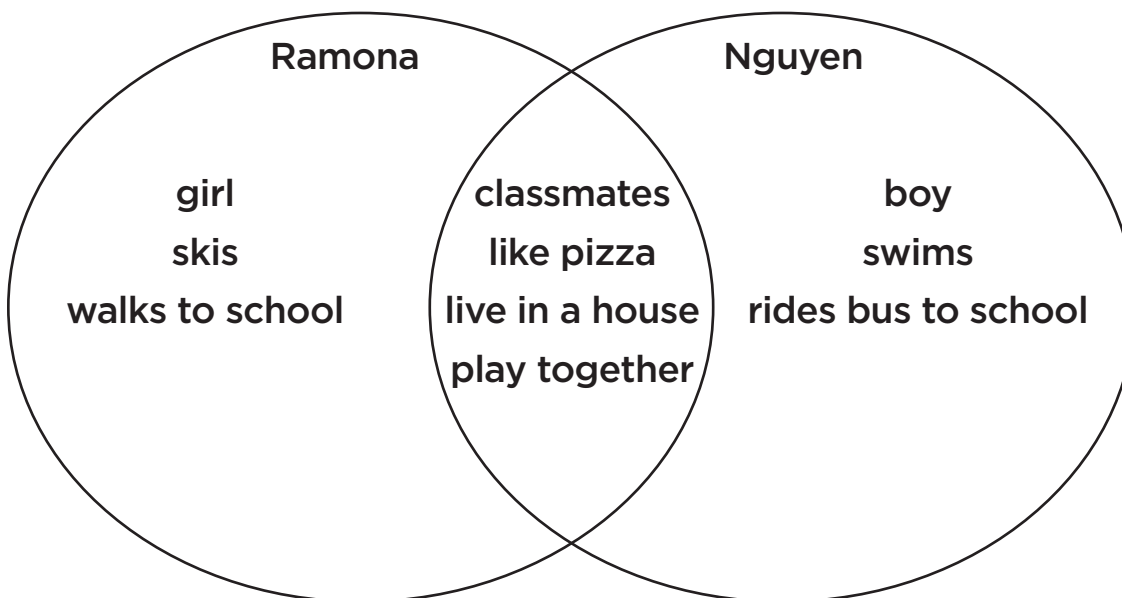 Ramona
Nguyen
girl
skis
walks to school
classmates
like pizza
live in a house
play together
boy
swims
rides bus to school